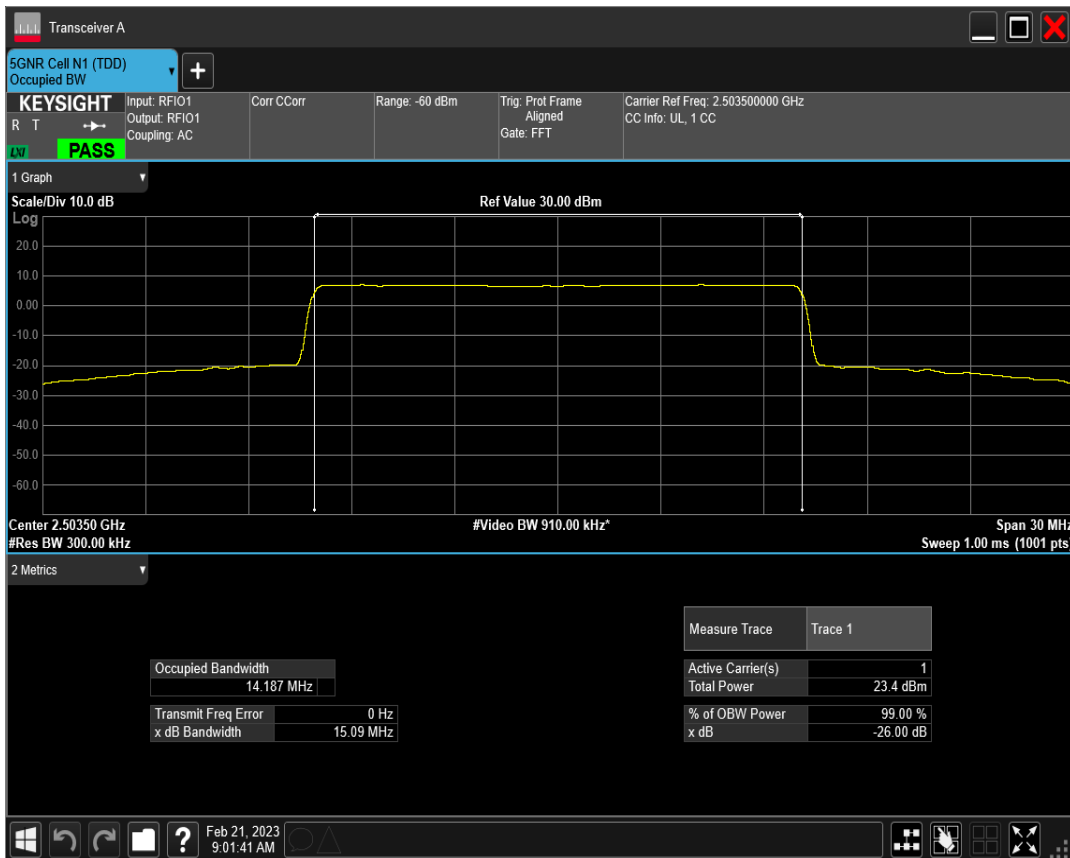 Transceiver A
5GNR Cell N1 (TDD)
Occupied BW
+
KEYSIGHT
R T
LXI
PASS
Input: RFIO1
Output: RFIO1
Coupling: AC
Corr CCorr
Range: -60 dBm
Trig: Prot Frame
Aligned
Gate: FFT
Carrier Ref Freq: 2.503500000 GHz
CC Info: UL, 1 CC
1 Graph
Scale/Div 10.0 dB
Ref Value 30.00 dBm
Log
20.0
10.0
0.00
-10.0
-20.0
-30.0
-40.0
-50.0
-60.0
Center 2.50350 GHz
#Video BW 910.00 kHz*
Span 30 MHz
#Res BW 300.00 kHz
Sweep 1.00 ms (1001 pts)
2 Metrics
Measure Trace Trace 1
Occupied Bandwidth
14.187 MHz
Active Carrier(s) 1
Total Power 23.4 dBm
Transmit Freq Error 0 Hz
x dB Bandwidth 15.09 MHz
% of OBW Power 99.00 %
x dB -26.00 dB
?
Feb 21, 2023
9:01:41 AM